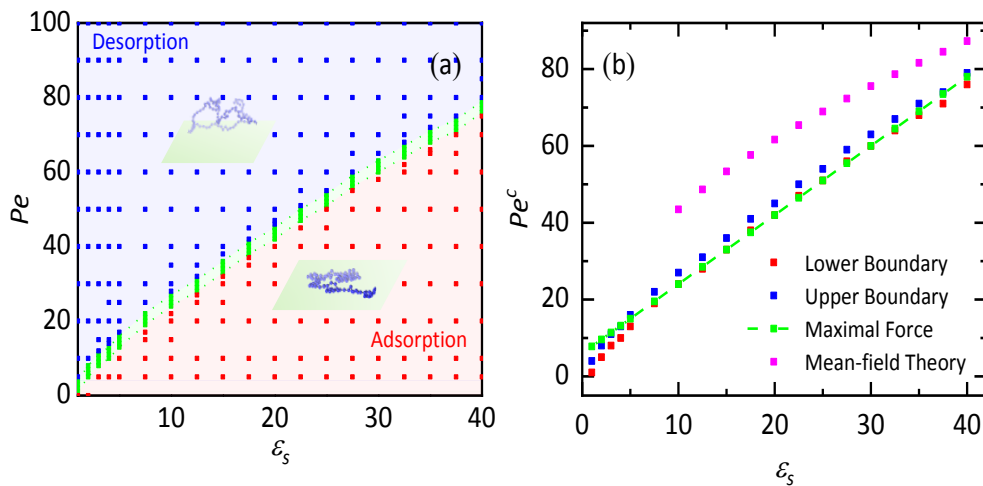 100
80
60
40
20
0
Pe
Desorption
(a)
Adsorption
10
20
30
40
εs
80
60
40
20
0
Pe^c
(b)
Lower Boundary
Upper Boundary
Maximal Force
Mean-field Theory
0
10
20
30
40
εs